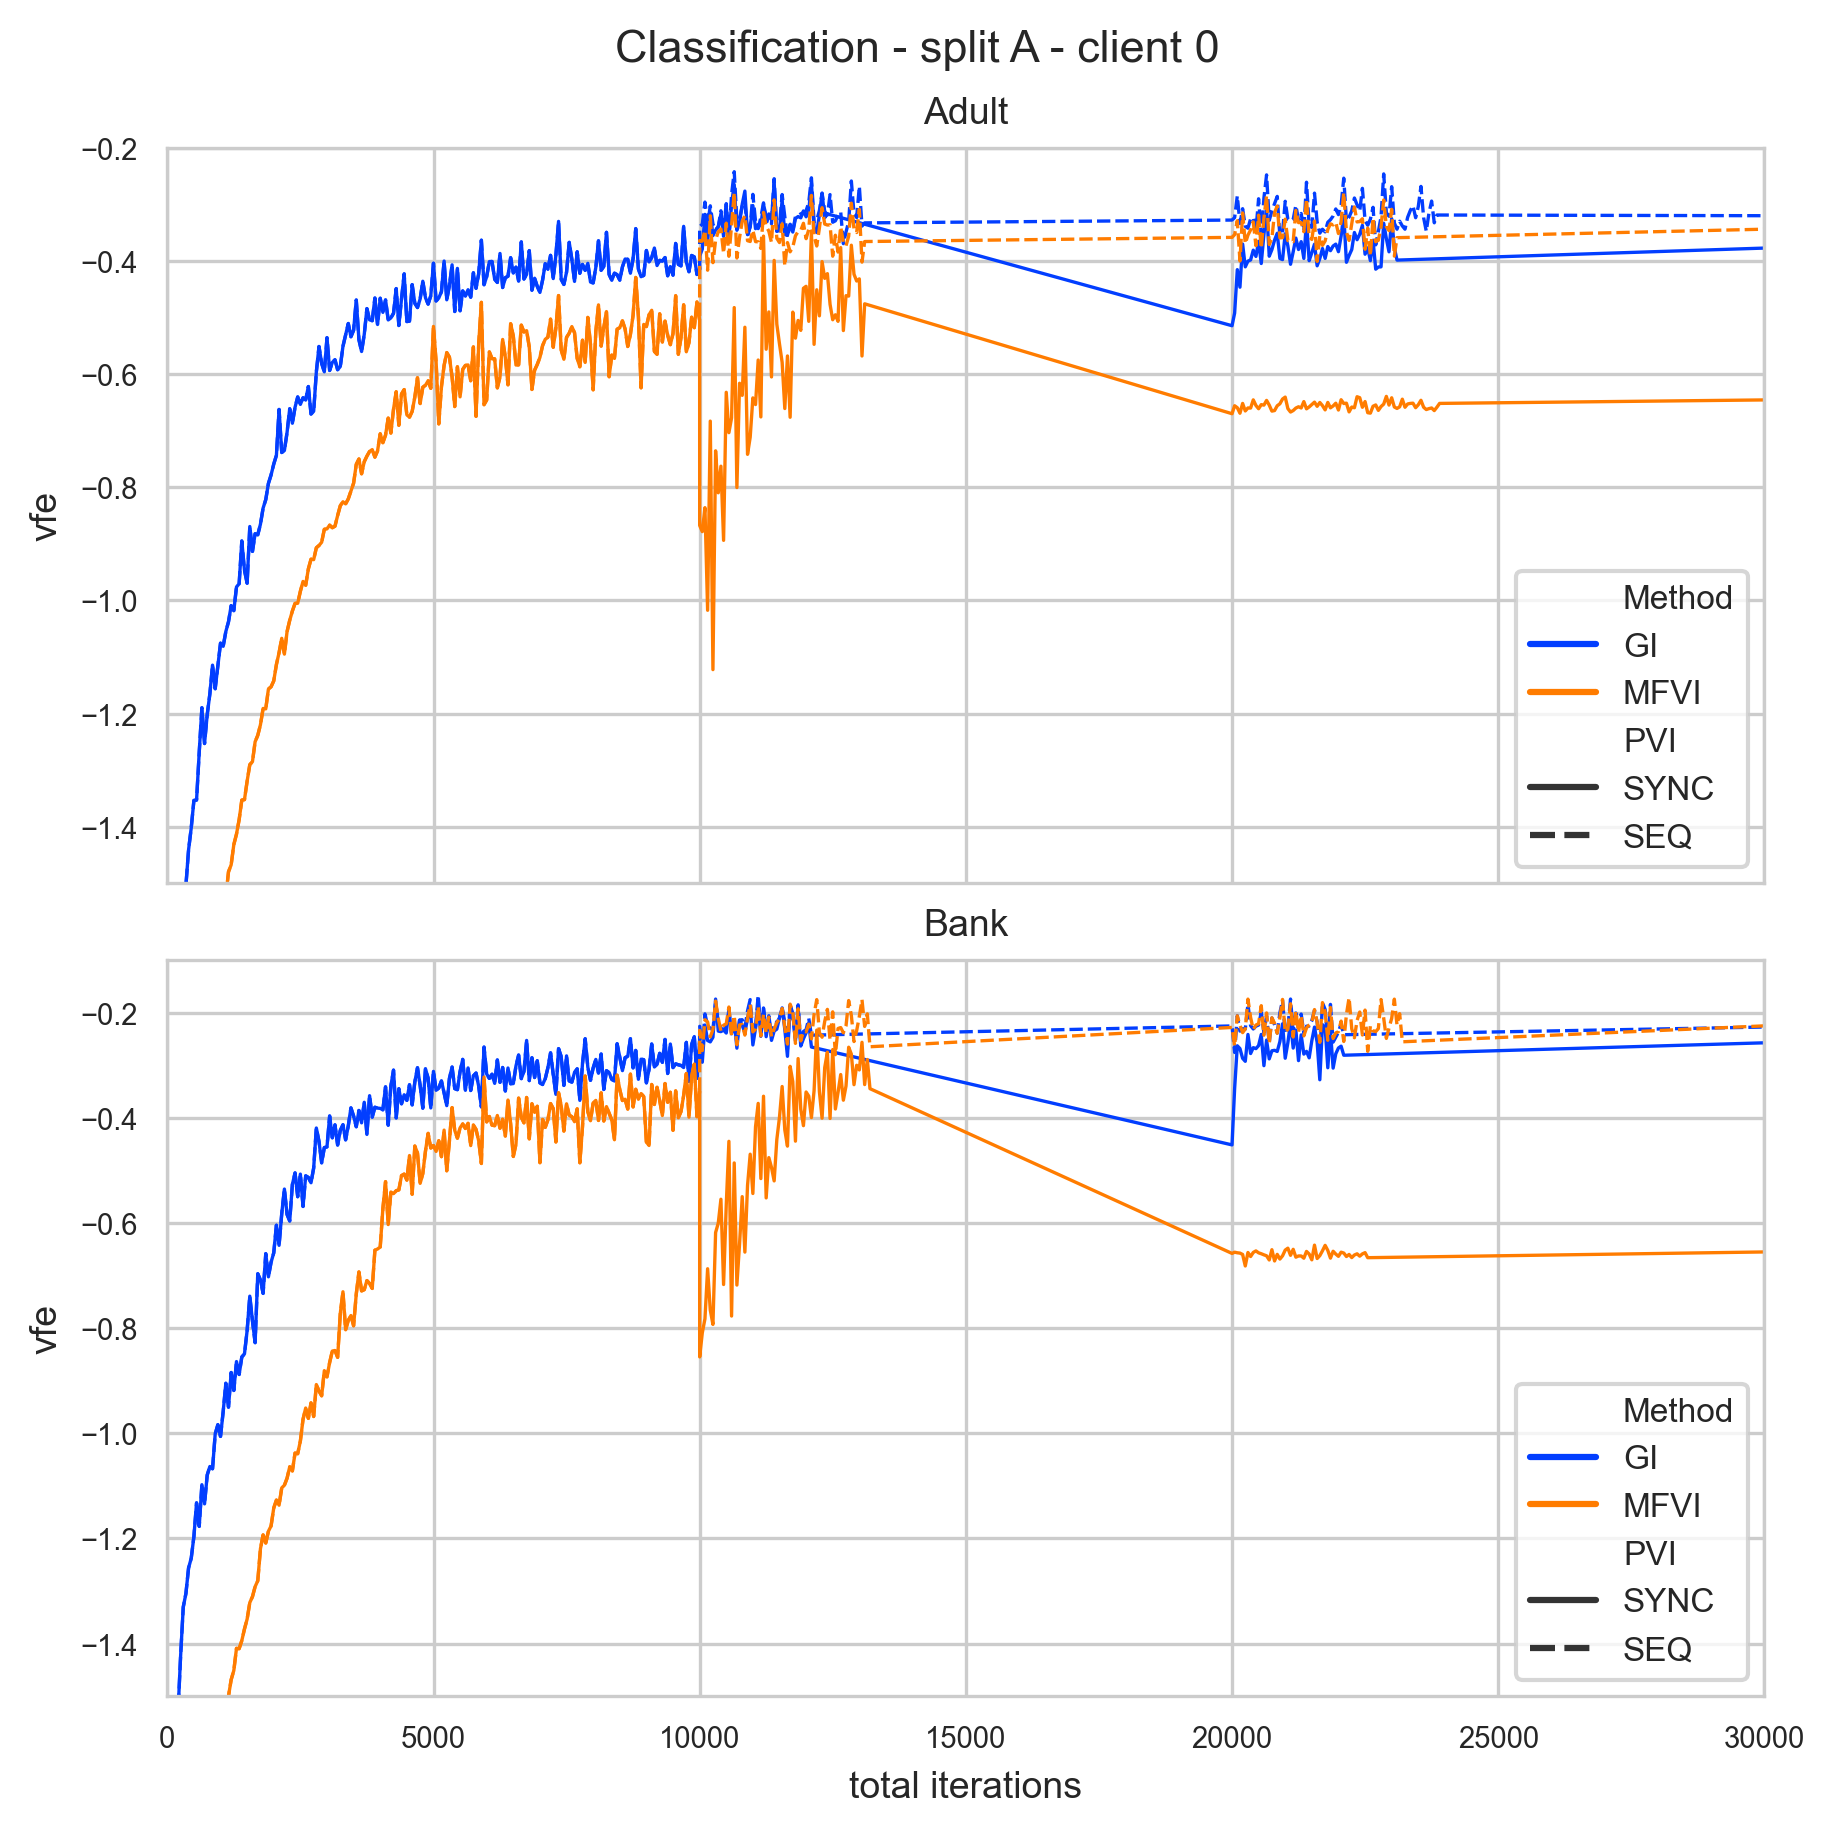 Classification - split A - client 0
Adult
−0.2
−0.4
−0.6
−0.8
−1.0
−1.2
−1.4
vfe
Method
GI
MFVI
PVI
SYNC
SEQ
Bank
−0.2
−0.4
−0.6
−0.8
−1.0
−1.2
−1.4
vfe
Method
GI
MFVI
PVI
SYNC
SEQ
0 5000 10000 15000 20000 25000 30000
total iterations